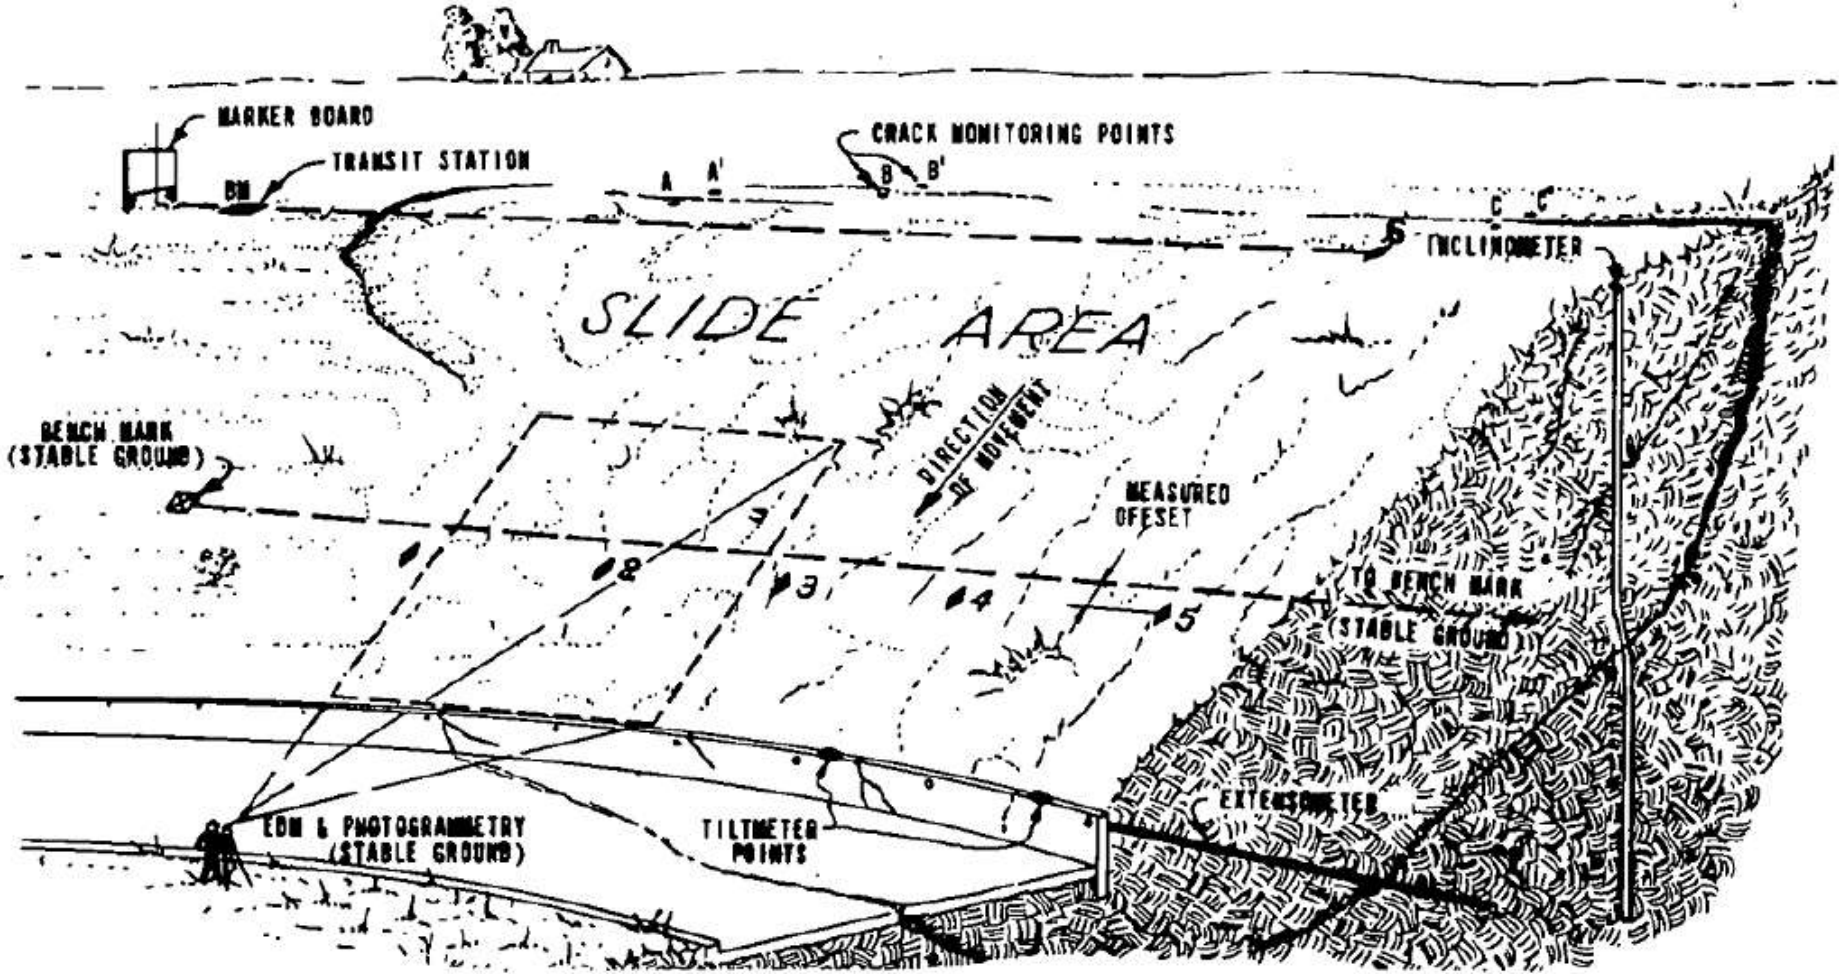 MARKER BOARD
TRANSIT STATION
BM
CRACK MONITORING POINTS
A A' B B' C C'
INCLINOMETER
SLIDE AREA
BENCH MARK
(STABLE GROUND)
DIRECTION
OF MOVEMENT
MEASURED
OFFSET
2 3 4 5
TO BENCH MARK
(STABLE GROUND)
EXTENSOMETER
EDM & PHOTOGRAMMETRY
(STABLE GROUND)
TILTMETER
POINTS